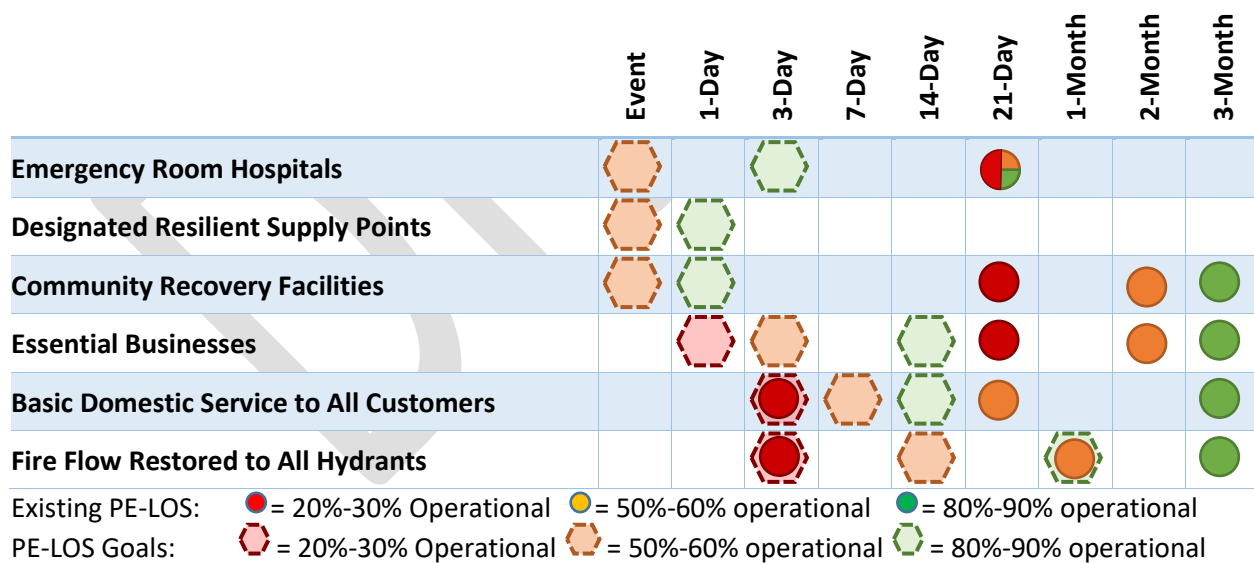 Event 1-Day 3-Day 7-Day 14-Day 21-Day 1-Month 2-Month 3-Month
Emergency Room Hospitals
Designated Resilient Supply Points
Community Recovery Facilities
Essential Businesses
Basic Domestic Service to All Customers
Fire Flow Restored to All Hydrants
Existing PE-LOS: = 20%-30% Operational = 50%-60% operational = 80%-90% operational
PE-LOS Goals: = 20%-30% Operational = 50%-60% operational = 80%-90% operational